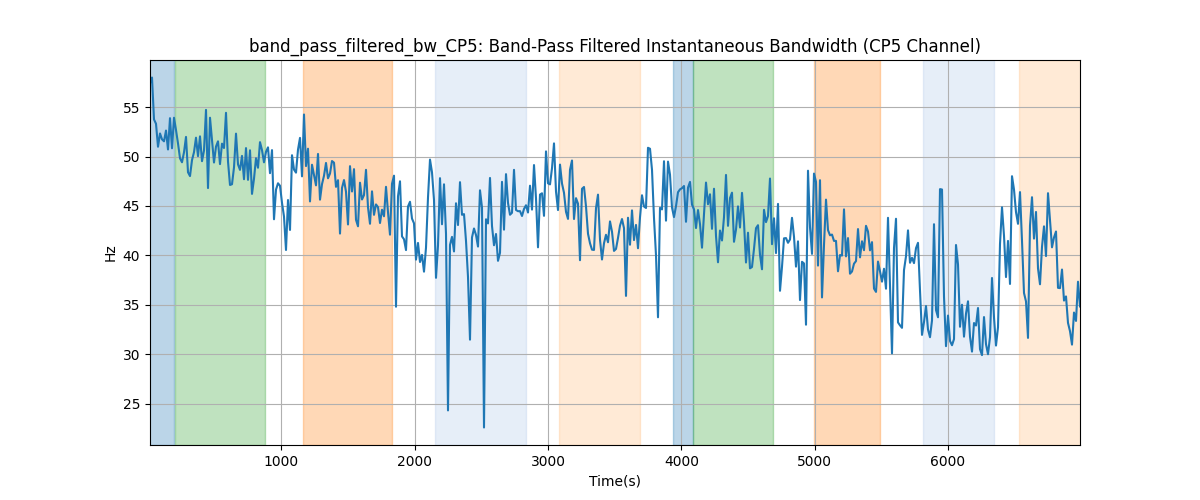 band_pass_filtered_bw_CP5: Band-Pass Filtered Instantaneous Bandwidth (CP5 Channel)
55
50
45
40
35
30
25
Hz
1000 2000 3000 4000 5000 6000
Time(s)